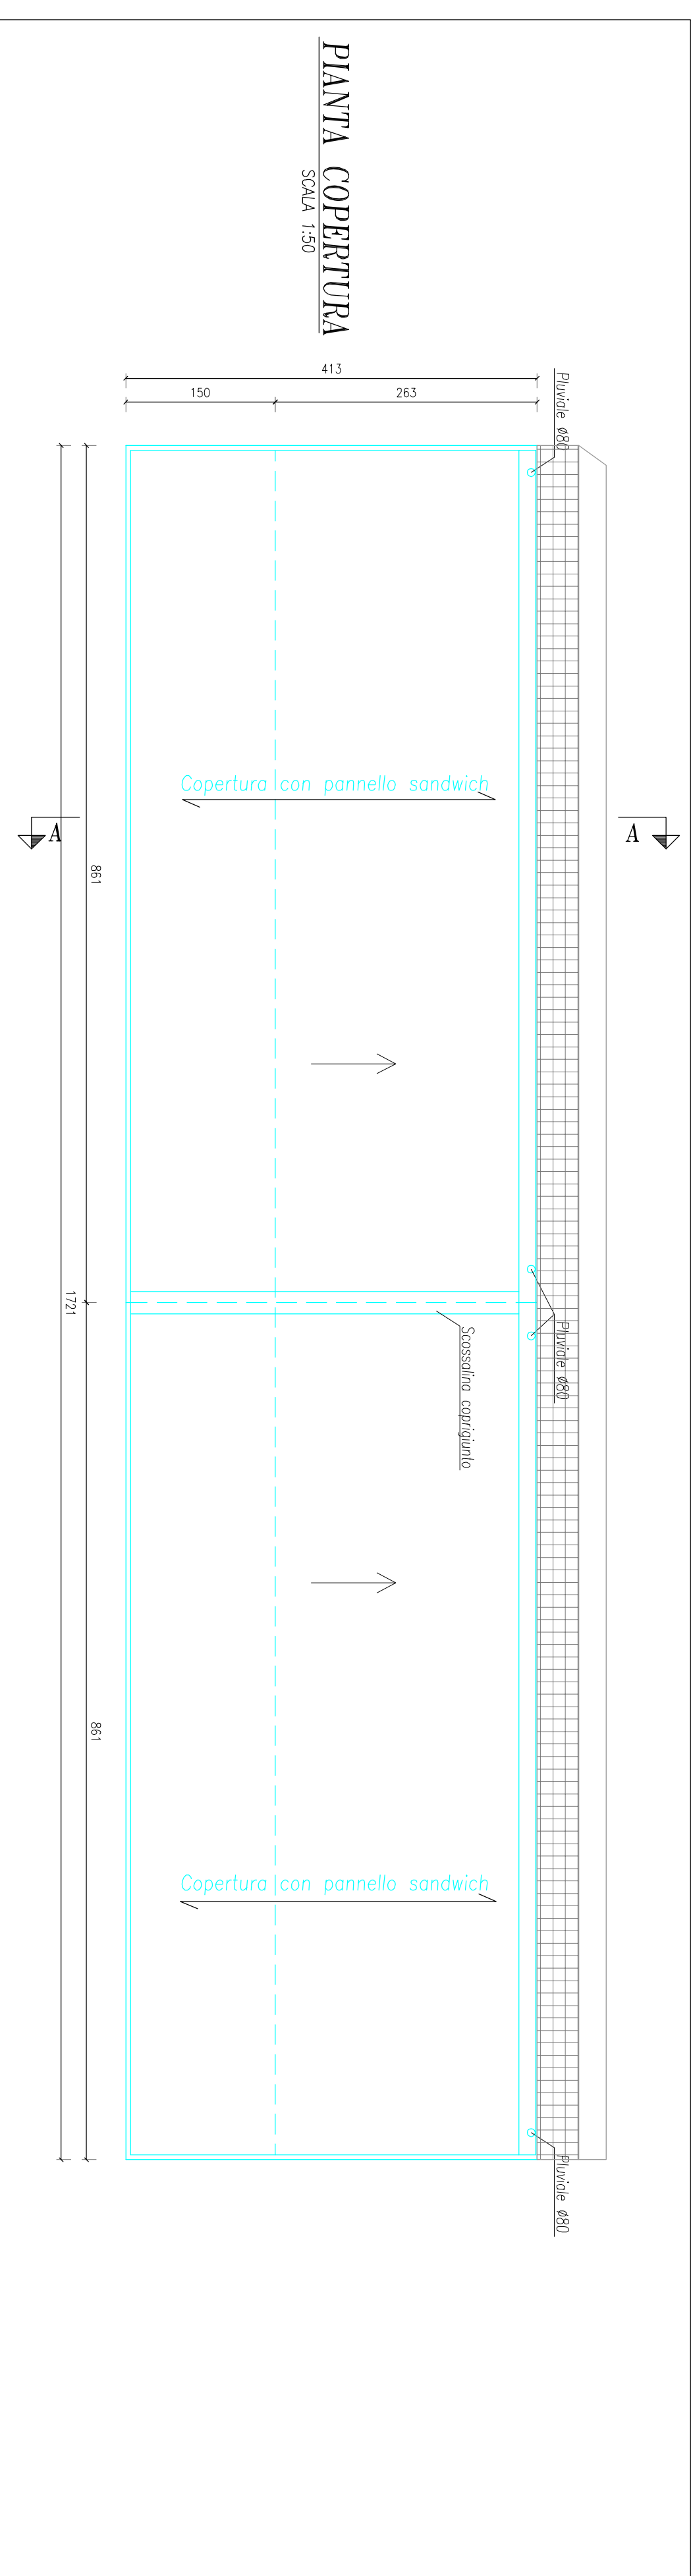 PIANTA COPERTURA
SCALA 1:50
413
150
263
Pluviale ø80
Copertura con pannello sandwich
A
A
861
1721
Pluviale ø80
Scossalina coprigiunto
861
Copertura con pannello sandwich
Pluviale ø80